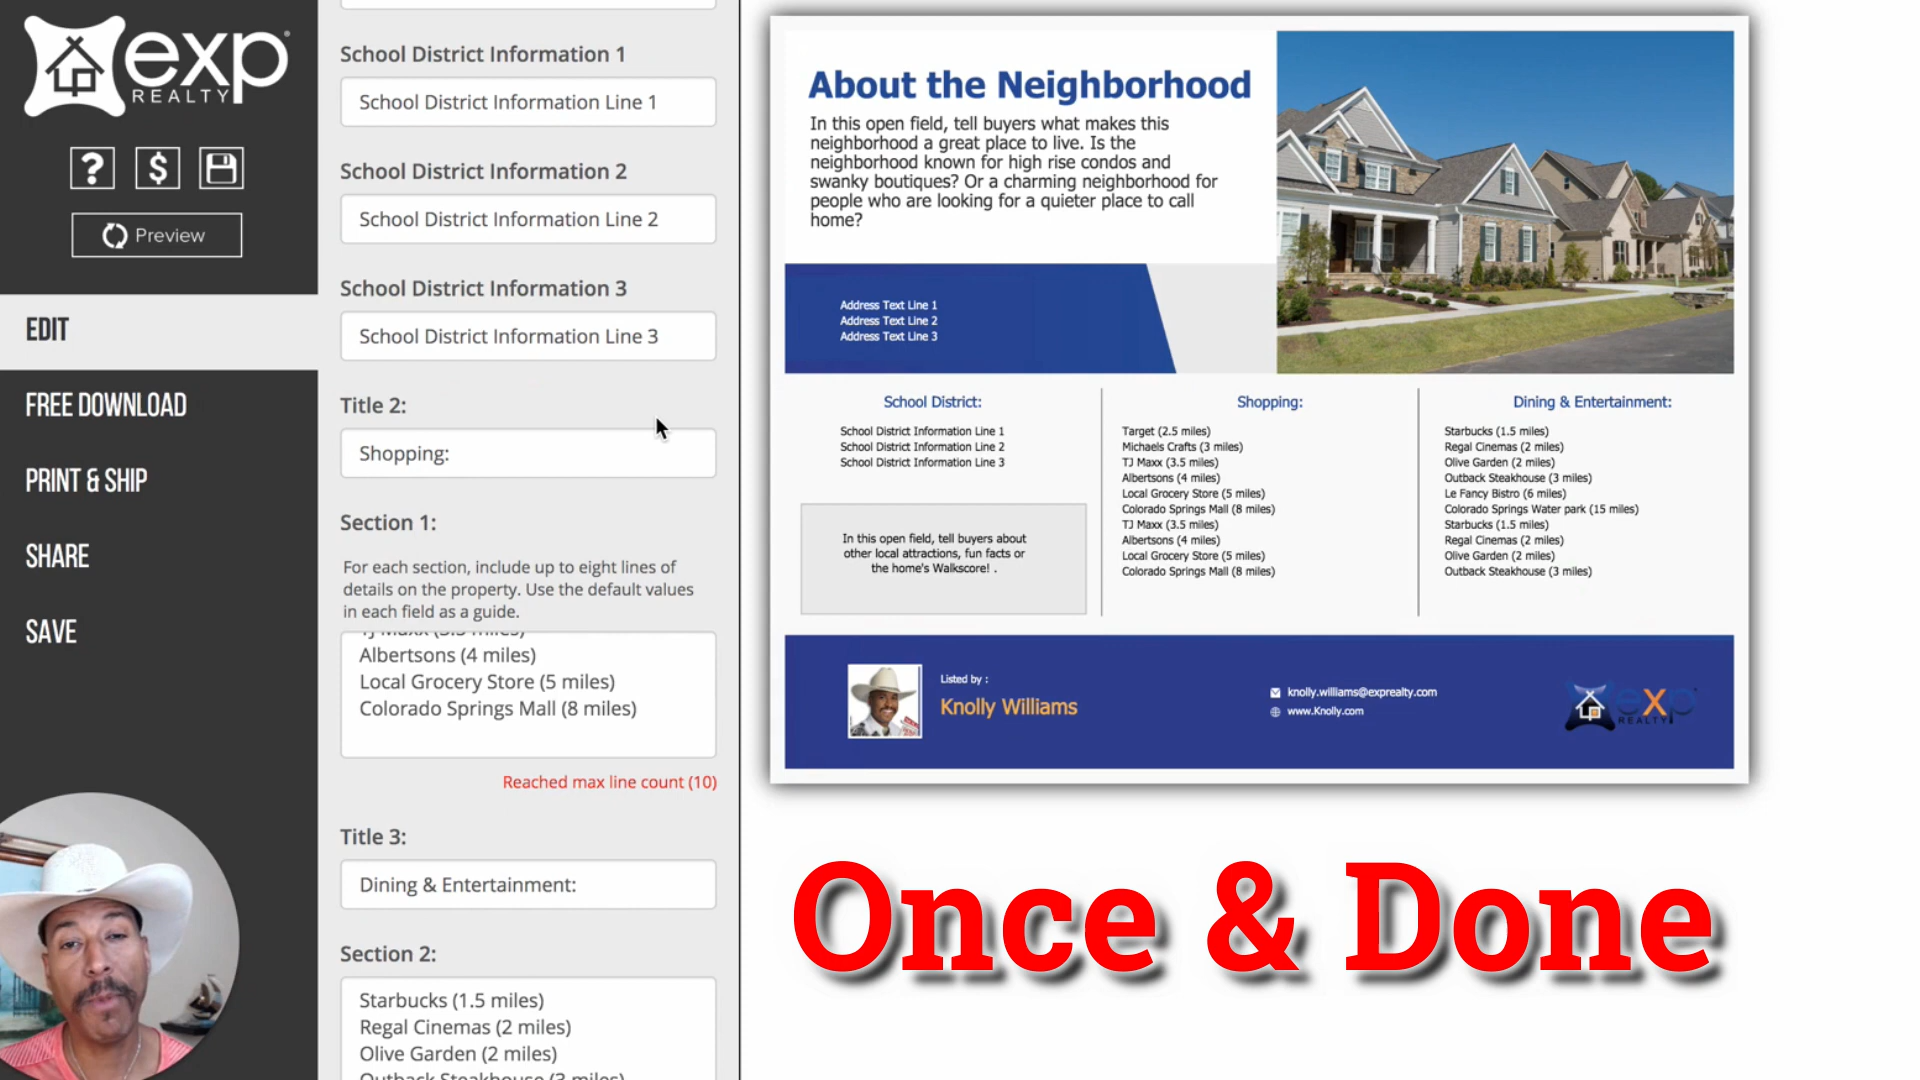 exp
REALTY
?
$
Preview
EDIT
FREE DOWNLOAD
PRINT & SHIP
SHARE
SAVE
School District Information 1
School District Information Line 1
School District Information 2
School District Information Line 2
School District Information 3
School District Information Line 3
Title 2:
Shopping:
Section 1:
For each section, include up to eight lines of
details on the property. Use the default values
in each field as a guide.
TJ Maxx (3.5 miles)
Albertsons (4 miles)
Local Grocery Store (5 miles)
Colorado Springs Mall (8 miles)
Reached max line count (10)
Title 3:
Dining & Entertainment:
Section 2:
Starbucks (1.5 miles)
Regal Cinemas (2 miles)
Olive Garden (2 miles)
Outback Steakhouse (3 miles)
About the Neighborhood
In this open field, tell buyers what makes this
neighborhood a great place to live. Is the
neighborhood known for high rise condos and
swanky boutiques? Or a charming neighborhood for
people who are looking for a quieter place to call
home?
Address Text Line 1
Address Text Line 2
Address Text Line 3
School District:
School District Information Line 1
School District Information Line 2
School District Information Line 3
In this open field, tell buyers about
other local attractions, fun facts or
the home's Walkscore! .
Shopping:
Target (2.5 miles)
Michaels Crafts (3 miles)
TJ Maxx (3.5 miles)
Albertsons (4 miles)
Local Grocery Store (5 miles)
Colorado Springs Mall (8 miles)
TJ Maxx (3.5 miles)
Albertsons (4 miles)
Local Grocery Store (5 miles)
Colorado Springs Mall (8 miles)
Dining & Entertainment:
Starbucks (1.5 miles)
Regal Cinemas (2 miles)
Olive Garden (2 miles)
Outback Steakhouse (3 miles)
Le Fancy Bistro (6 miles)
Colorado Springs Water park (15 miles)
Starbucks (1.5 miles)
Regal Cinemas (2 miles)
Olive Garden (2 miles)
Outback Steakhouse (3 miles)
Listed by :
Knolly Williams
knolly.williams@exprealty.com
www.Knolly.com
eXp
REALTY
Once & Done